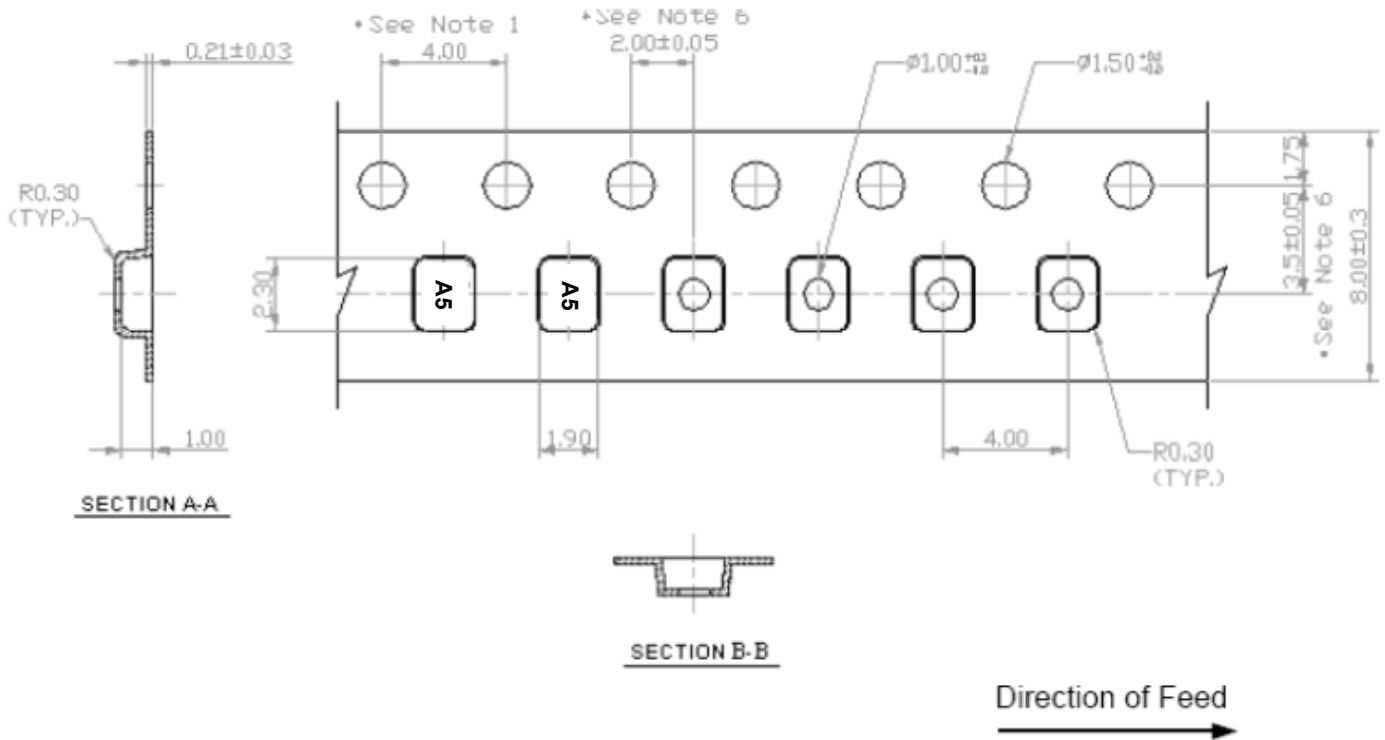 •See Note 1
•See Note 6
0.21±0.03
4.00
2.00±0.05
ø1.00
ø1.50
R0.30
(TYP.)
1.75
3.5±0.05
•See Note 6
8.00±0.3
2.30
A5
A5
1.00
1.90
4.00
R0.30
(TYP.)
SECTION A-A
SECTION B-B
Direction of Feed